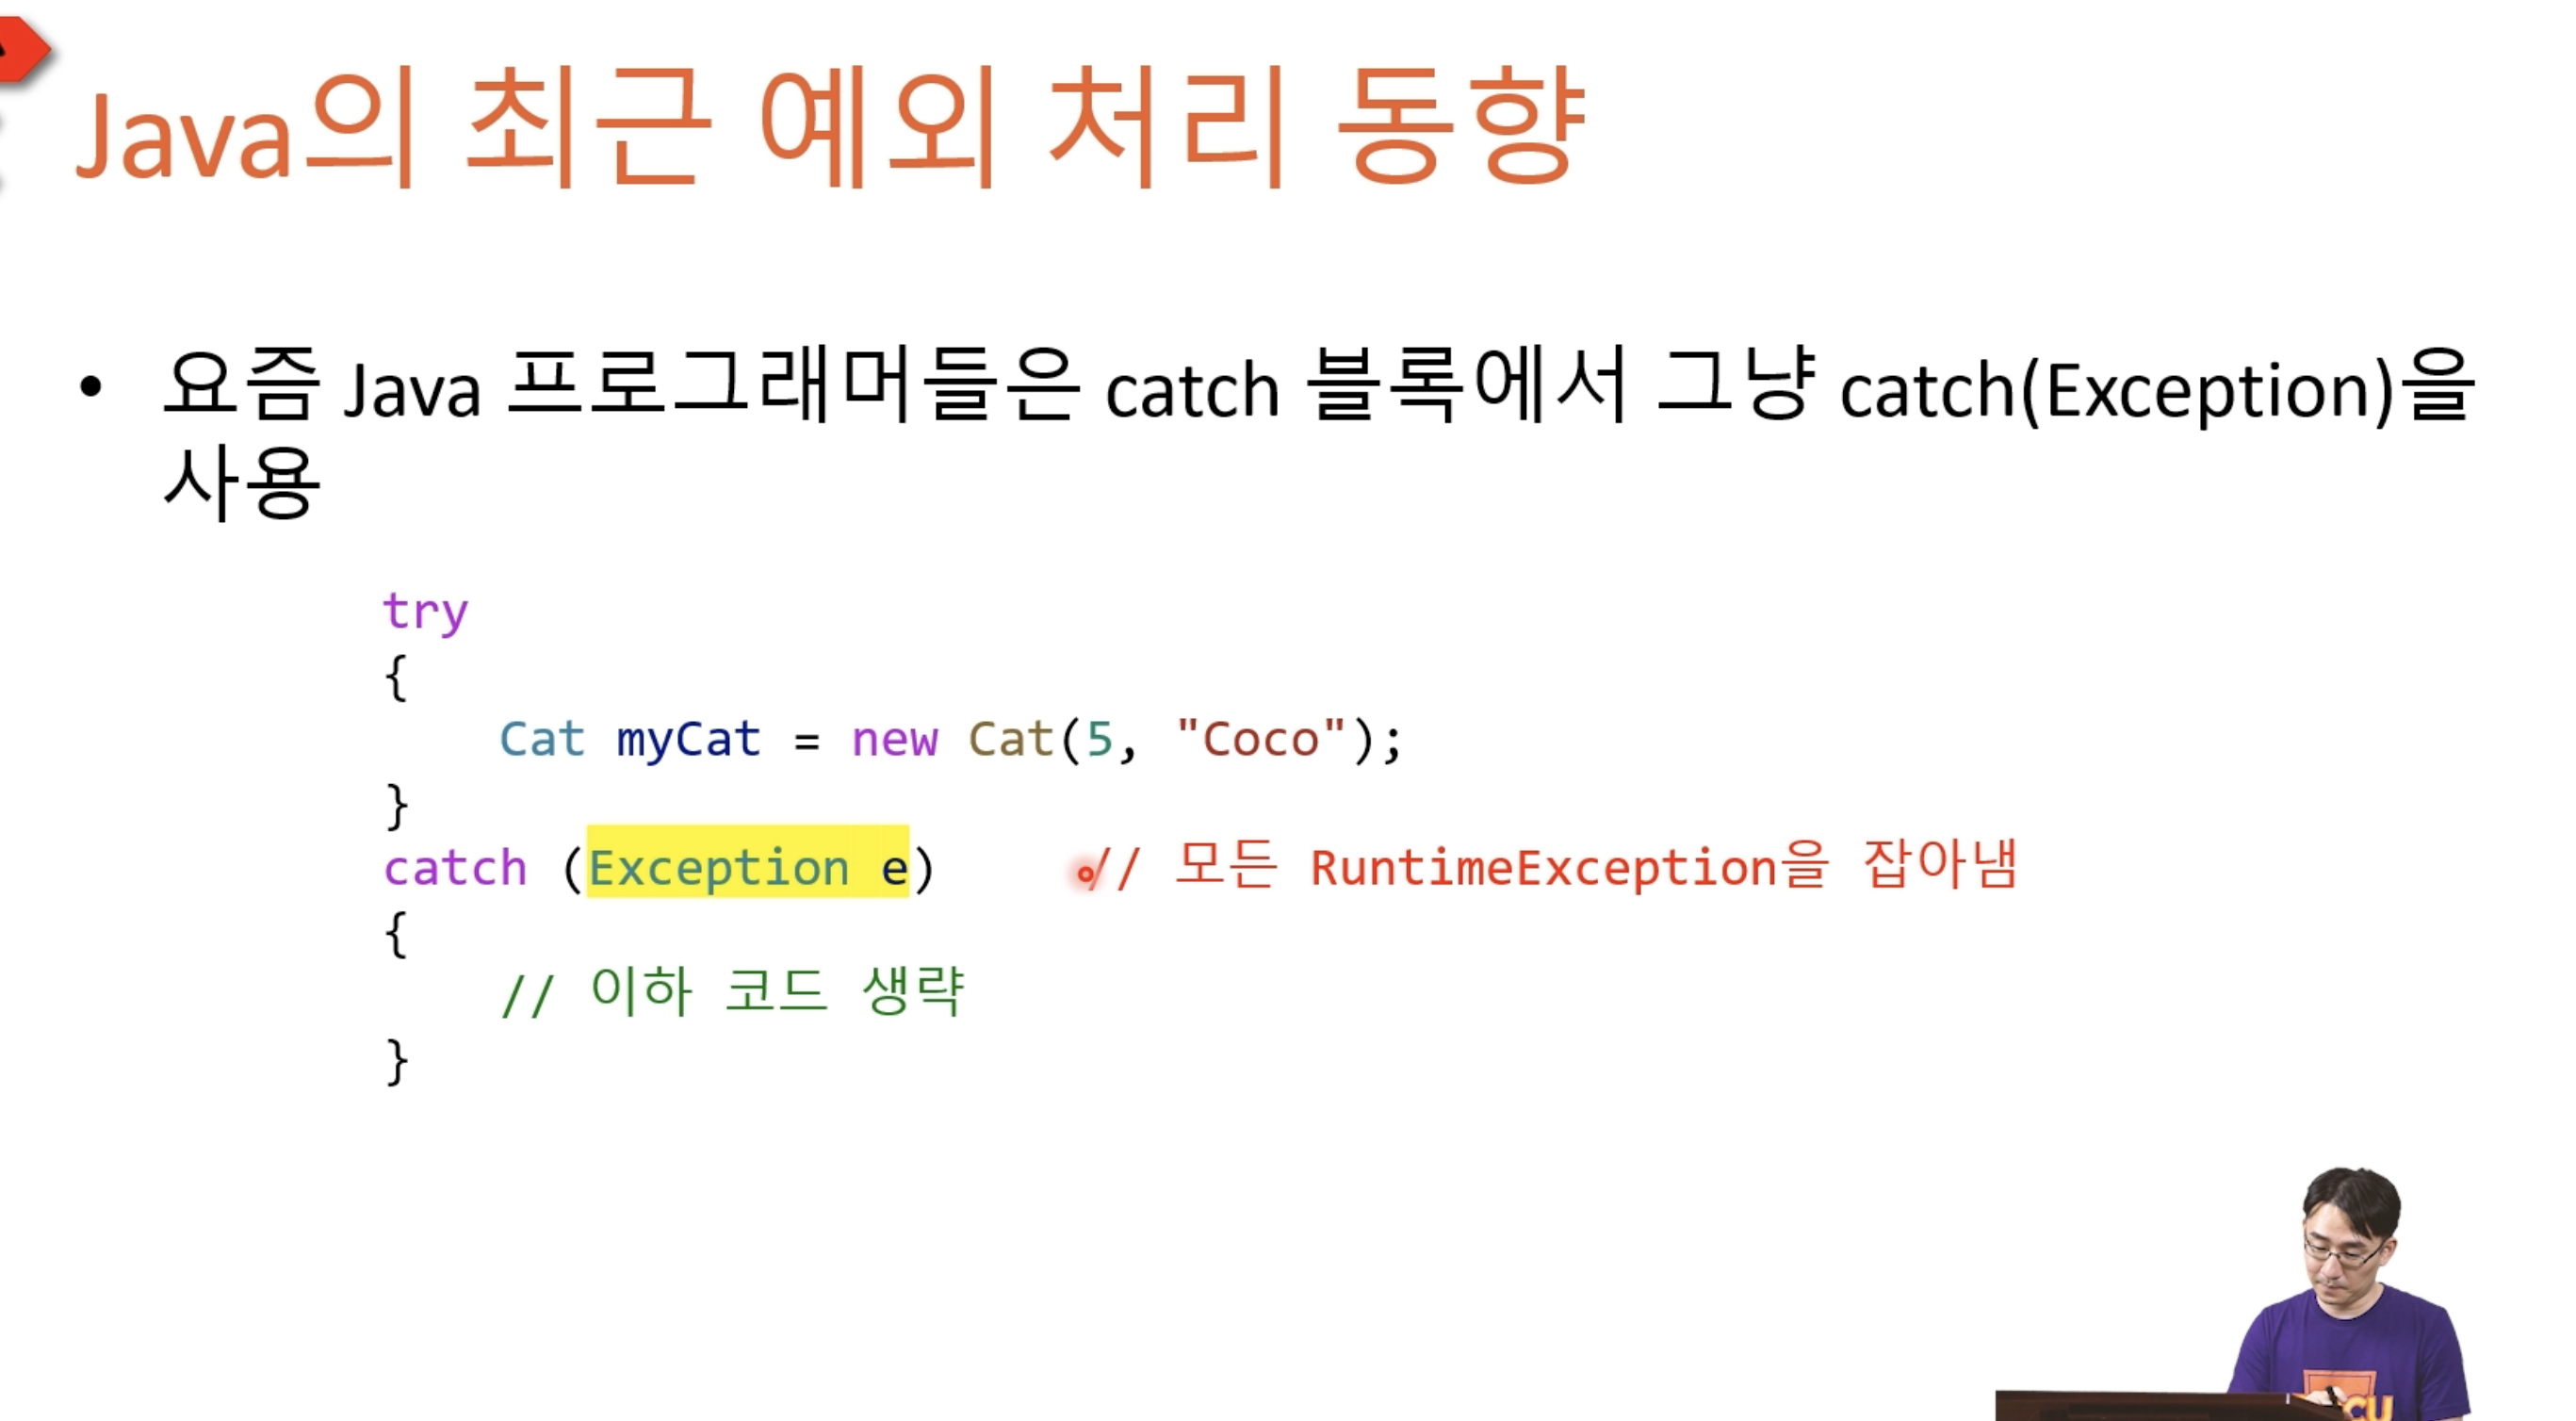 Java의 최근 예외 처리 동향
• 요즘 Java 프로그래머들은 catch 블록에서 그냥 catch(Exception)을
사용
try
{
    Cat myCat = new Cat(5, "Coco");
}
catch (Exception e)    // 모든 RuntimeException을 잡아냄
{
    // 이하 코드 생략
}
CU